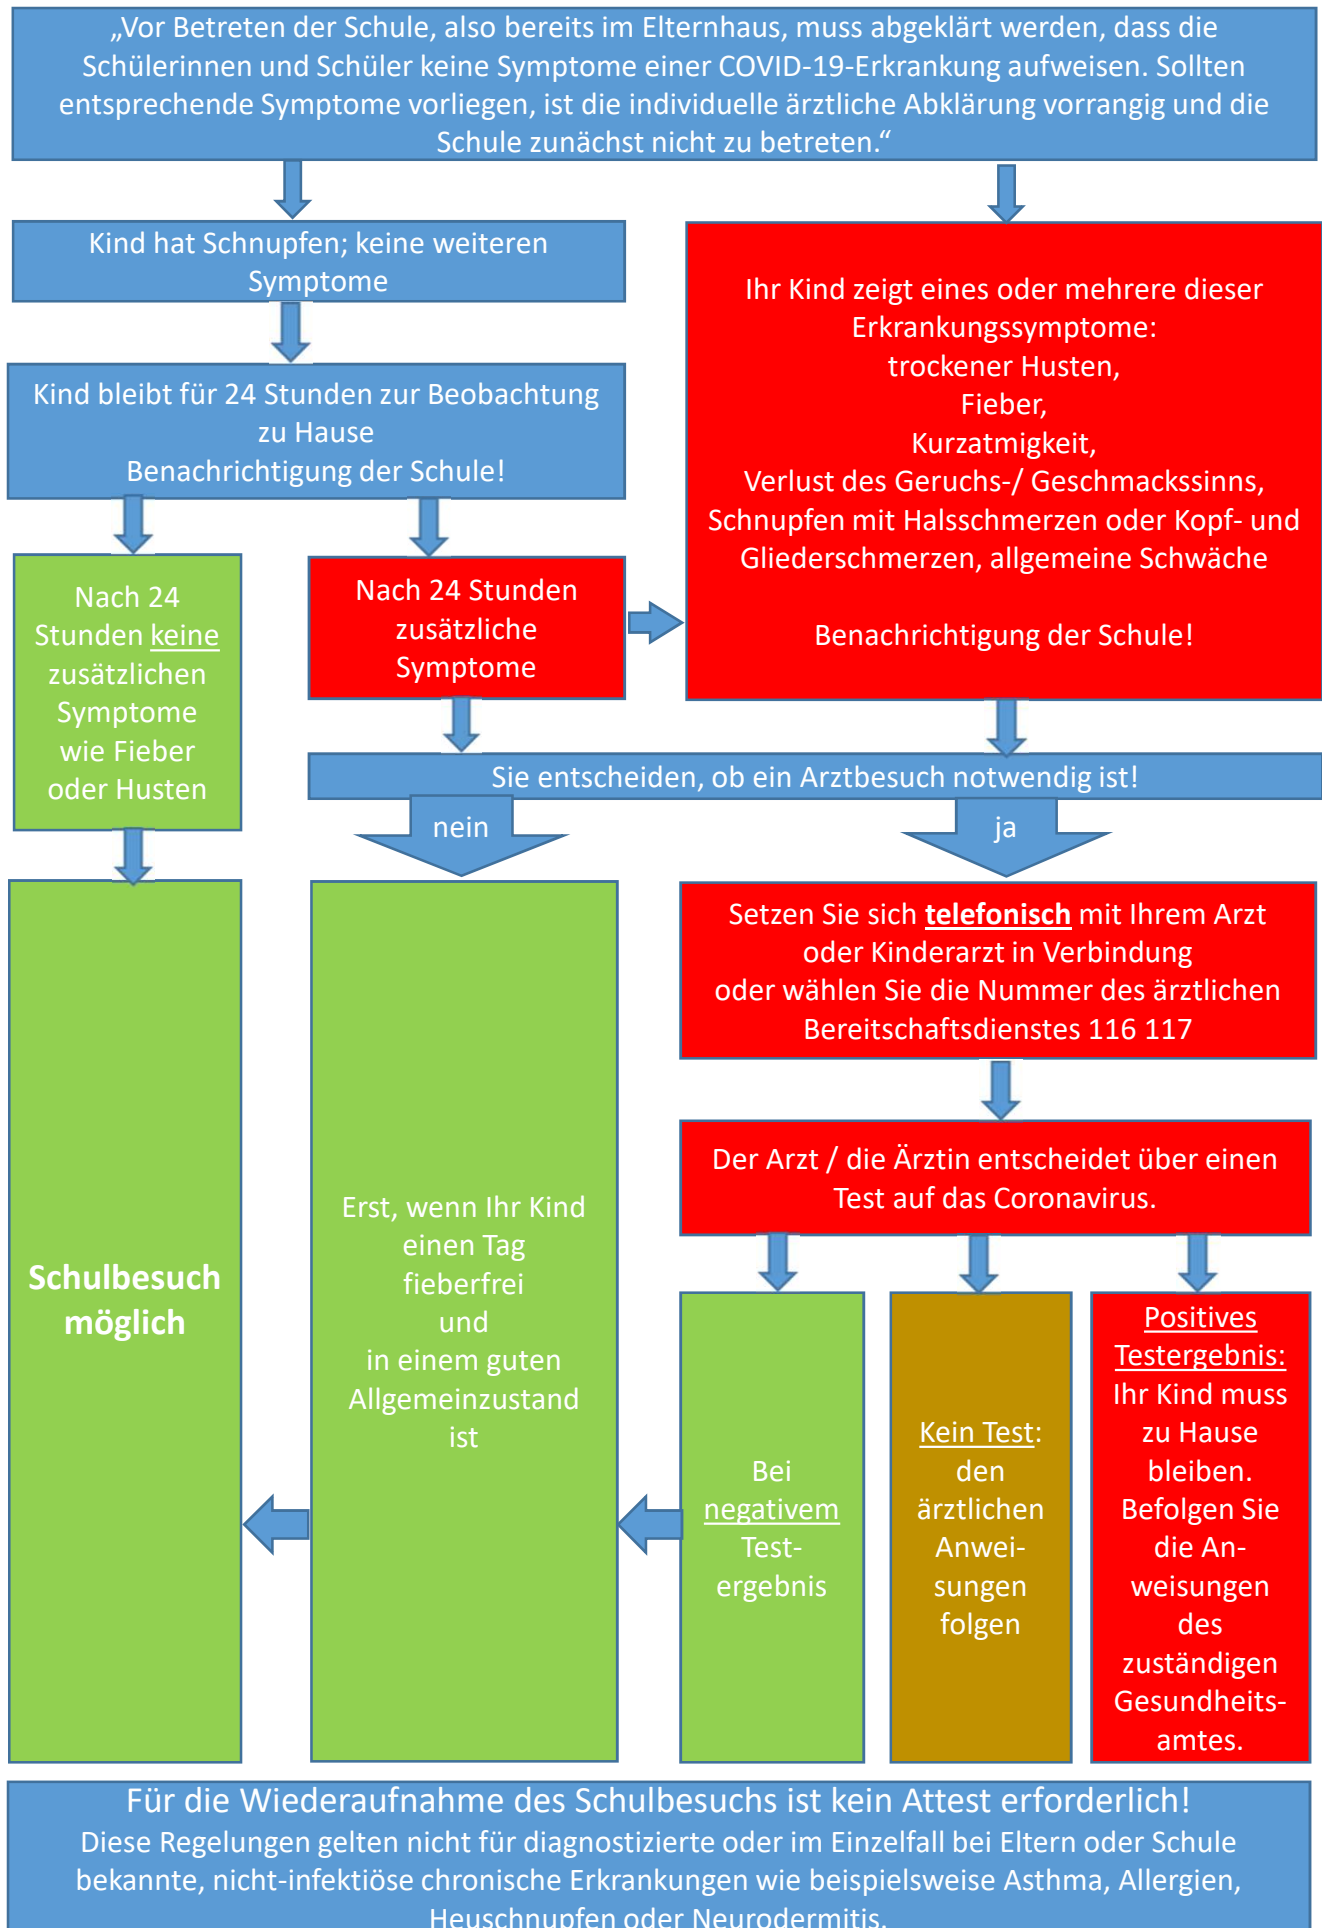 „Vor Betreten der Schule, also bereits im Elternhaus, muss abgeklärt werden, dass die
Schülerinnen und Schüler keine Symptome einer COVID-19-Erkrankung aufweisen. Sollten
entsprechende Symptome vorliegen, ist die individuelle ärztliche Abklärung vorrangig und die
Schule zunächst nicht zu betreten.“
Kind hat Schnupfen; keine weiteren
Symptome
Kind bleibt für 24 Stunden zur Beobachtung
zu Hause
Benachrichtigung der Schule!
Ihr Kind zeigt eines oder mehrere dieser
Erkrankungssymptome:
trockener Husten,
Fieber,
Kurzatmigkeit,
Verlust des Geruchs-/ Geschmackssinns,
Schnupfen mit Halsschmerzen oder Kopf- und
Gliederschmerzen, allgemeine Schwäche
Benachrichtigung der Schule!
Nach 24
Stunden keine
zusätzlichen
Symptome
wie Fieber
oder Husten
Nach 24 Stunden
zusätzliche
Symptome
Sie entscheiden, ob ein Arztbesuch notwendig ist!
nein
ja
Schulbesuch
möglich
Erst, wenn Ihr Kind
einen Tag
fieberfrei
und
in einem guten
Allgemeinzustand
ist
Setzen Sie sich telefonisch mit Ihrem Arzt
oder Kinderarzt in Verbindung
oder wählen Sie die Nummer des ärztlichen
Bereitschaftsdienstes 116 117
Der Arzt / die Ärztin entscheidet über einen
Test auf das Coronavirus.
Bei
negativem
Test-
ergebnis
Kein Test:
den
ärztlichen
Anwei-
sungen
folgen
Positives
Testergebnis:
Ihr Kind muss
zu Hause
bleiben.
Befolgen Sie
die An-
weisungen
des
zuständigen
Gesundheits-
amtes.
Für die Wiederaufnahme des Schulbesuchs ist kein Attest erforderlich!
Diese Regelungen gelten nicht für diagnostizierte oder im Einzelfall bei Eltern oder Schule
bekannte, nicht-infektiöse chronische Erkrankungen wie beispielsweise Asthma, Allergien,
Heuschnupfen oder Neurodermitis.